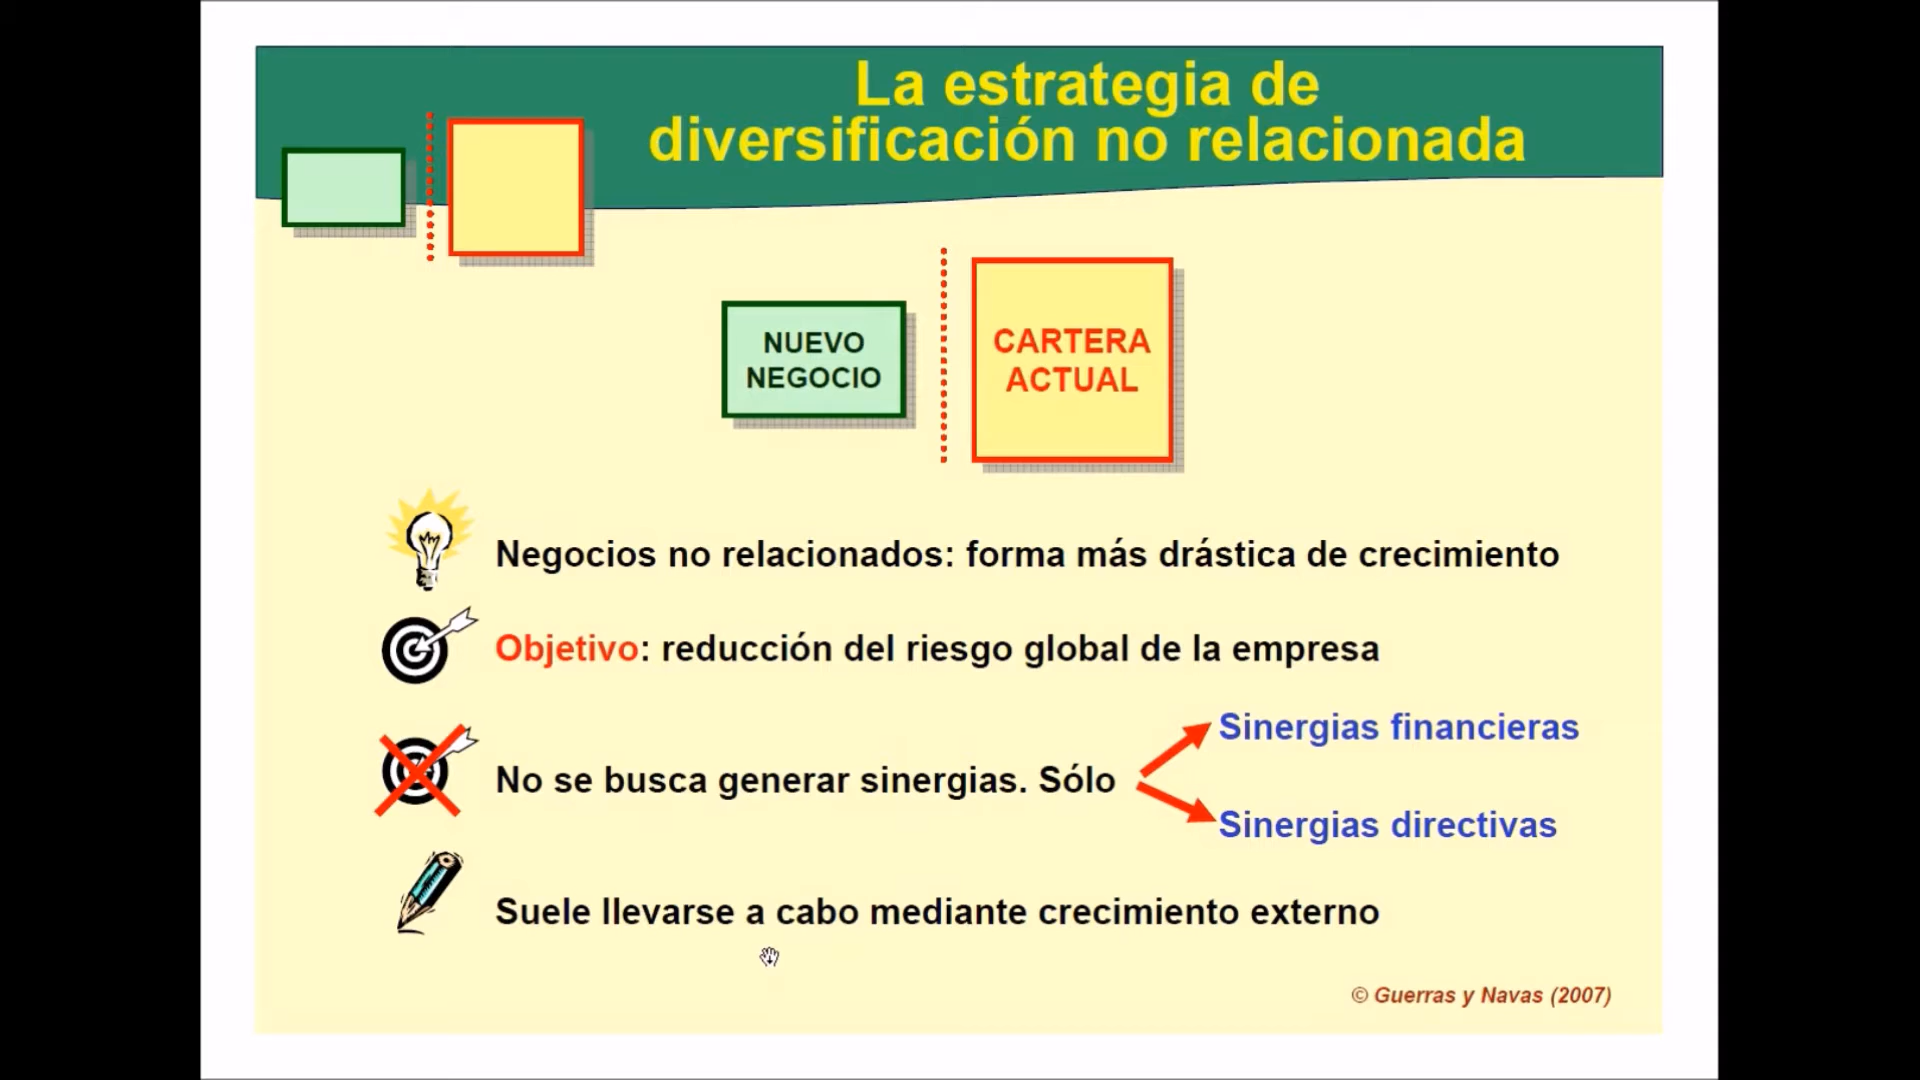 La estrategia de
diversificación no relacionada
NUEVO
NEGOCIO
CARTERA
ACTUAL
Negocios no relacionados: forma más drástica de crecimiento
Objetivo: reducción del riesgo global de la empresa
No se busca generar sinergias. Sólo
Sinergias financieras
Sinergias directivas
Suele llevarse a cabo mediante crecimiento externo
© Guerras y Navas (2007)